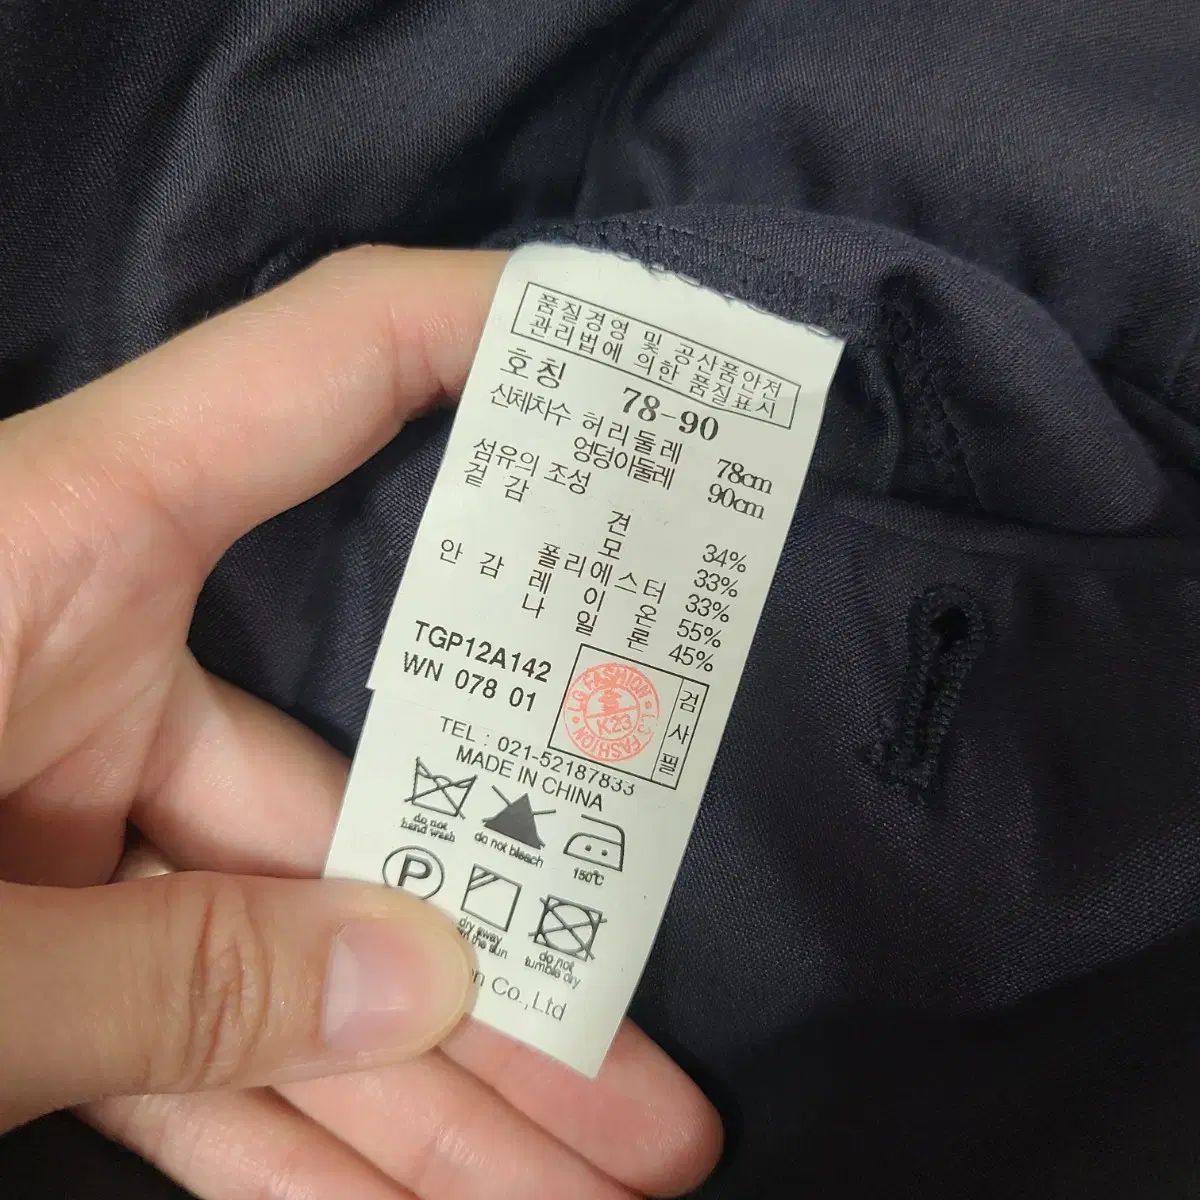 품질경영 및 공산품안전
관리법에 의한 품질표시
호칭 78-90
신체치수 허리둘레 78cm
엉덩이둘레 90cm
섬유의 조성
겉 감 견 34%
모 33%
폴리에스터 33%
안 감 레 이 온 55%
나 일 론 45%
TGP12A142
WN 078 01
LG FASHION · LG FASHION ·
K23
검사필
TEL : 021-52187833
MADE IN CHINA
do not
hand wash
do not bleach
150℃
P
dry away
the sun
do not
tumble dry
Co.,Ltd